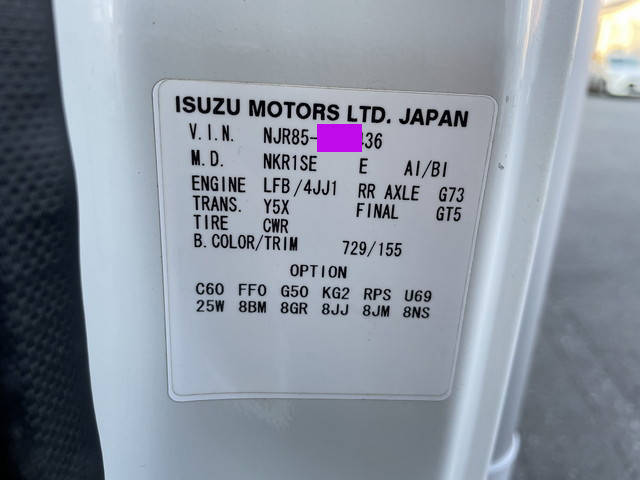 ISUZU MOTORS LTD. JAPAN
V.I.N. NJR85- 36
M.D. NKR1SE E AI/BI
ENGINE LFB/4JJ1 RR AXLE G73
TRANS. Y5X FINAL GT5
TIRE CWR
B.COLOR/TRIM 729/155
OPTION
C60 FF0 G50 KG2 RPS U69
25W 8BM 8GR 8JJ 8JM 8NS